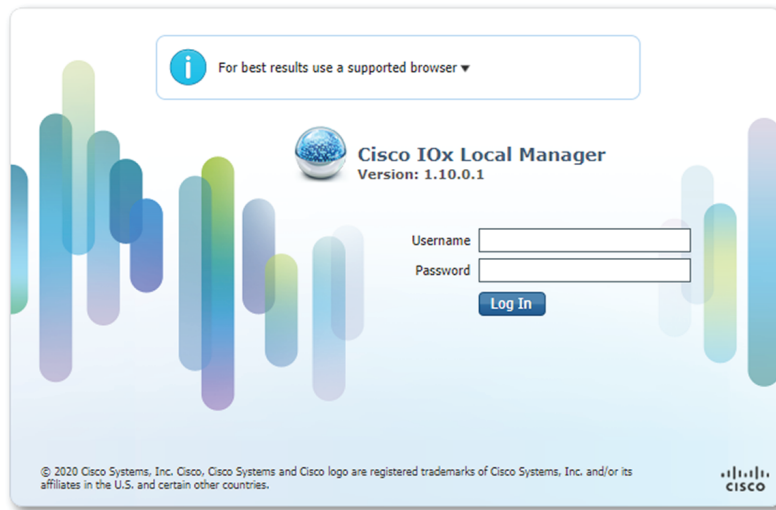 For best results use a supported browser ▾
Cisco IOx Local Manager
Version: 1.10.0.1
Username
Password
Log In
© 2020 Cisco Systems, Inc. Cisco, Cisco Systems and Cisco logo are registered trademarks of Cisco Systems, Inc. and/or its
affiliates in the U.S. and certain other countries.
CISCO